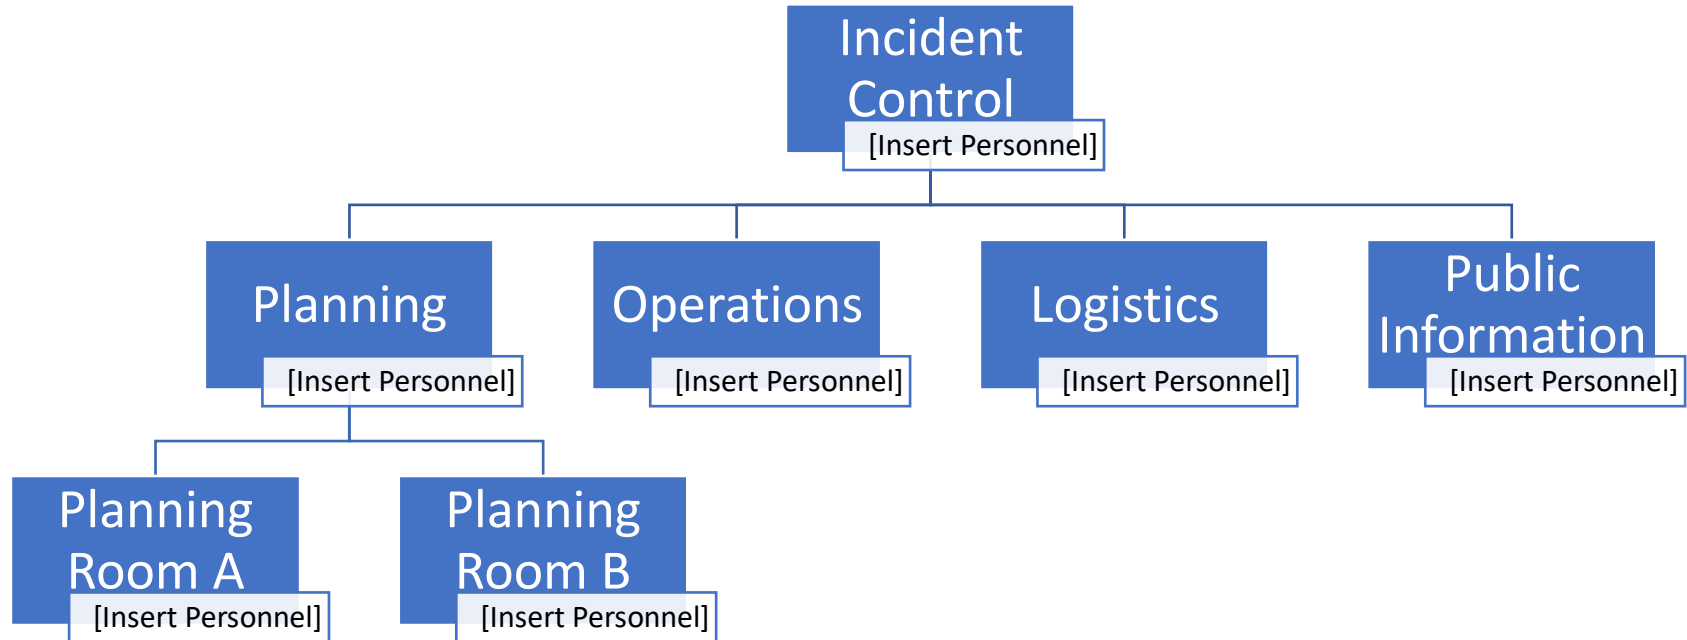 Incident
Control
[Insert Personnel]
Planning
[Insert Personnel]
Operations
[Insert Personnel]
Logistics
[Insert Personnel]
Public
Information
[Insert Personnel]
Planning
Room A
[Insert Personnel]
Planning
Room B
[Insert Personnel]